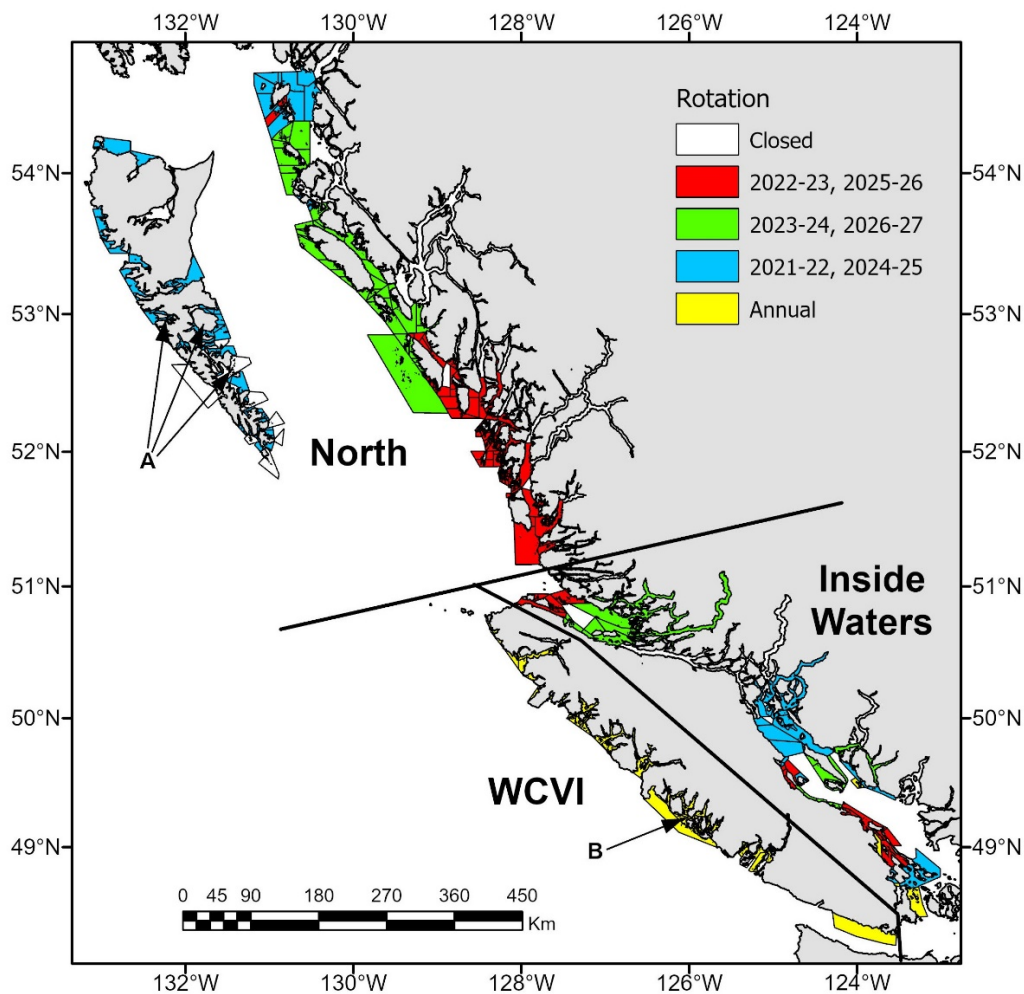 132°W 130°W 128°W 126°W 124°W
Rotation
Closed
2022-23, 2025-26
2023-24, 2026-27
2021-22, 2024-25
Annual
54°N 54°N
53°N 53°N
52°N 52°N
A
North
51°N 51°N
Inside
Waters
50°N 50°N
WCVI
B
49°N 49°N
0 45 90 180 270 360 450
Km
132°W 130°W 128°W 126°W 124°W